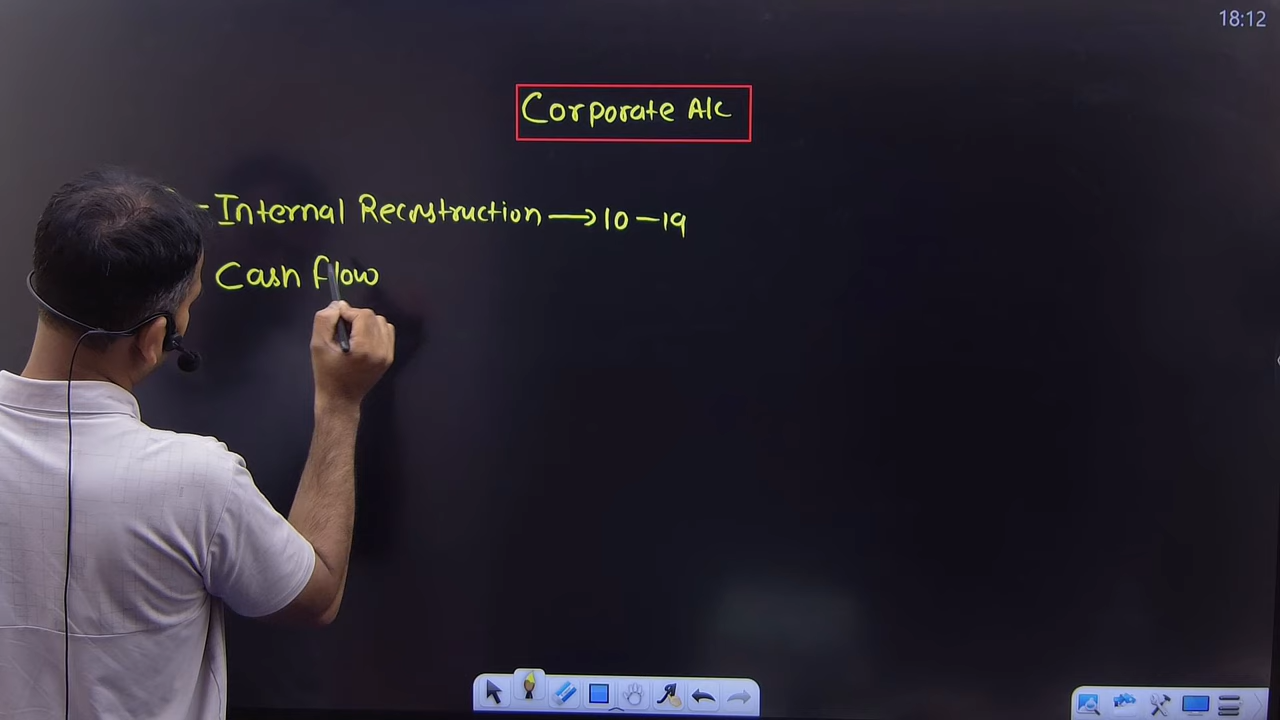 18:12
Corporate A/c
- Internal Reconstruction → 10 - 19
Cash flow